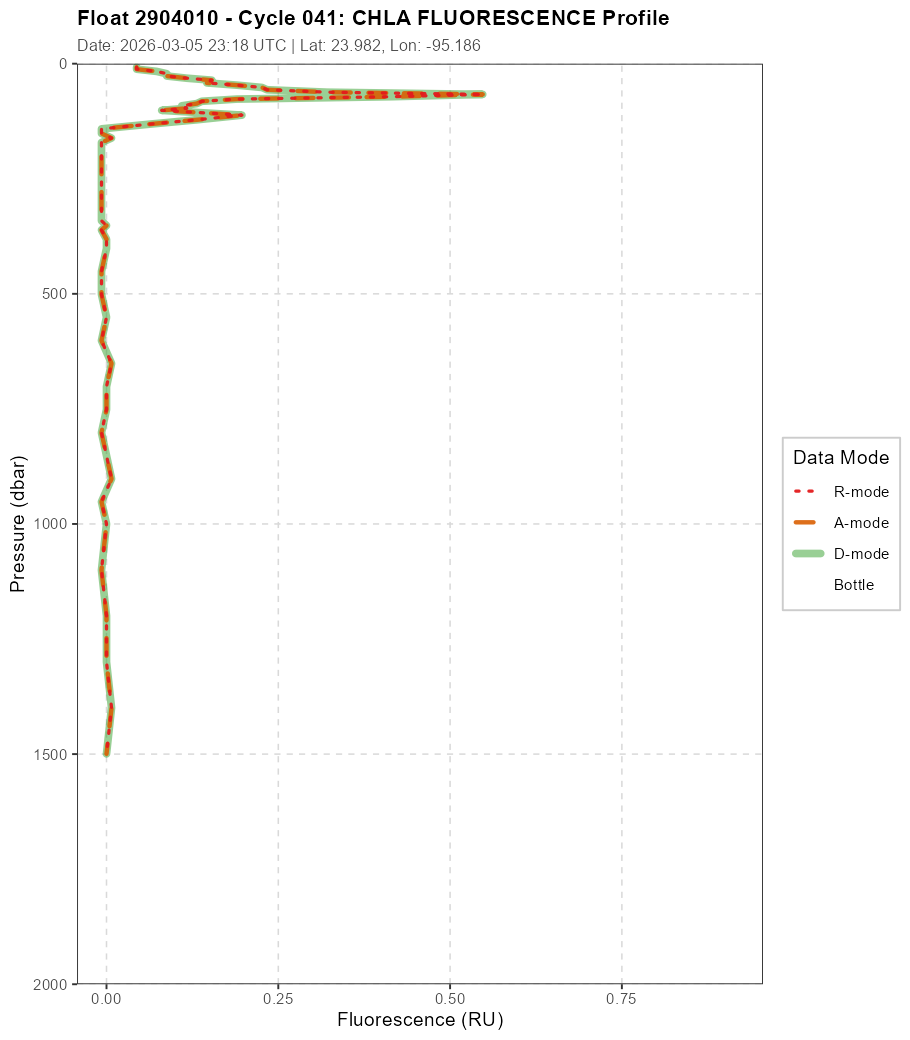 Float 2904010 - Cycle 041: CHLA FLUORESCENCE Profile
Date: 2026-03-05 23:18 UTC | Lat: 23.982, Lon: -95.186
0
500
1000
1500
2000
Pressure (dbar)
0.00
0.25
0.50
0.75
Fluorescence (RU)
Data Mode
R-mode
A-mode
D-mode
Bottle